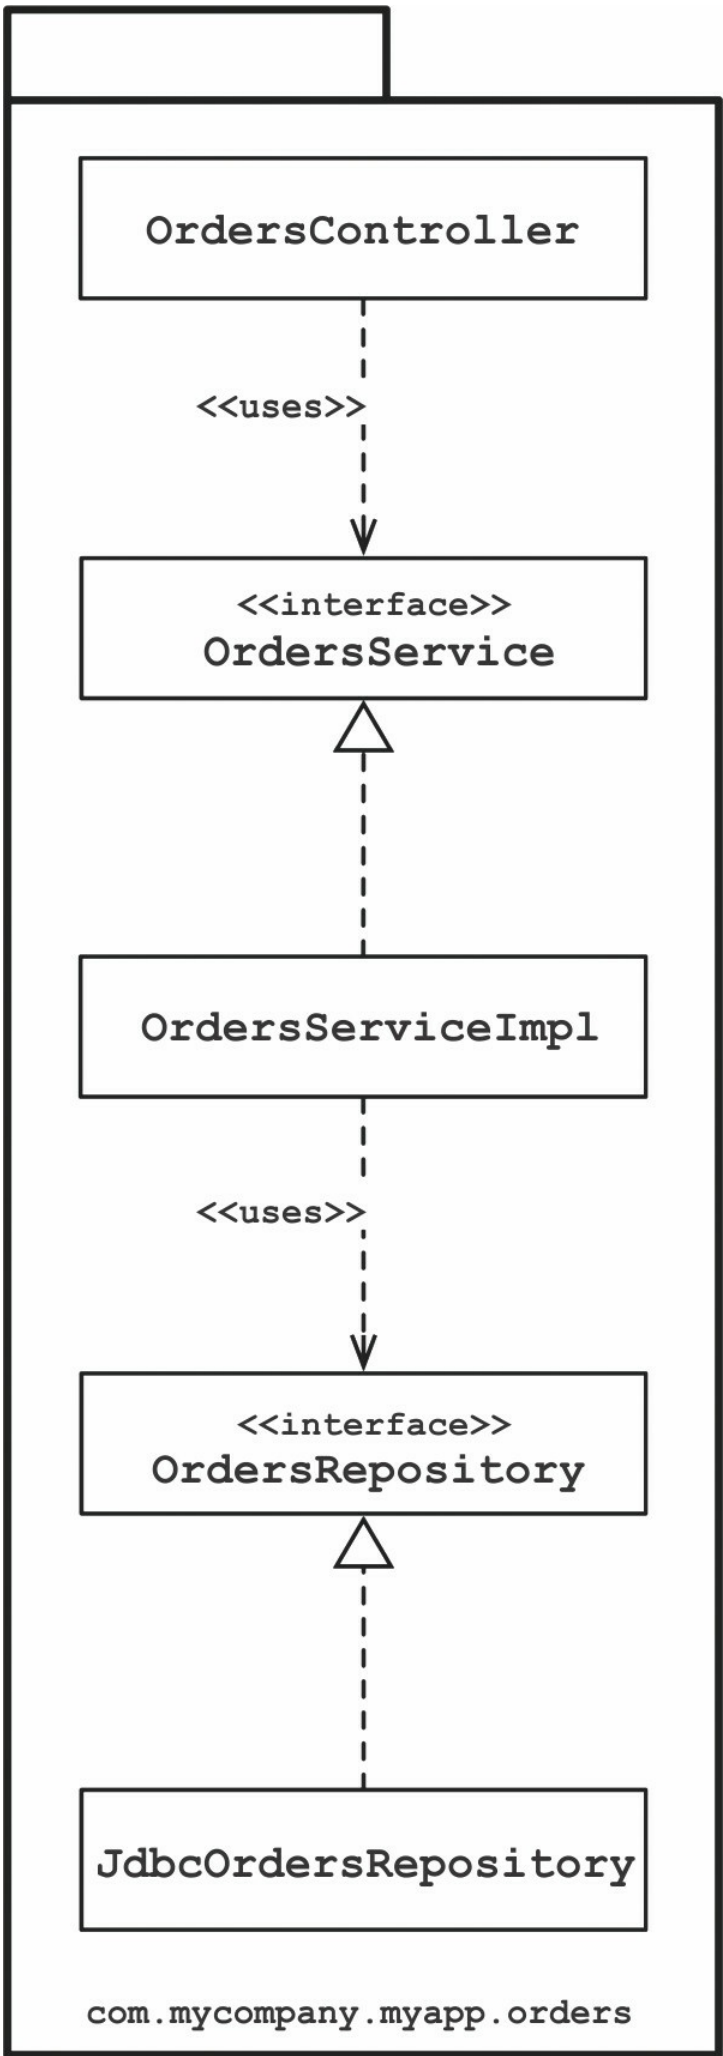 OrdersController
<<uses>>
<<interface>>
OrdersService
OrdersServiceImpl
<<uses>>
<<interface>>
OrdersRepository
JdbcOrdersRepository
com.mycompany.myapp.orders